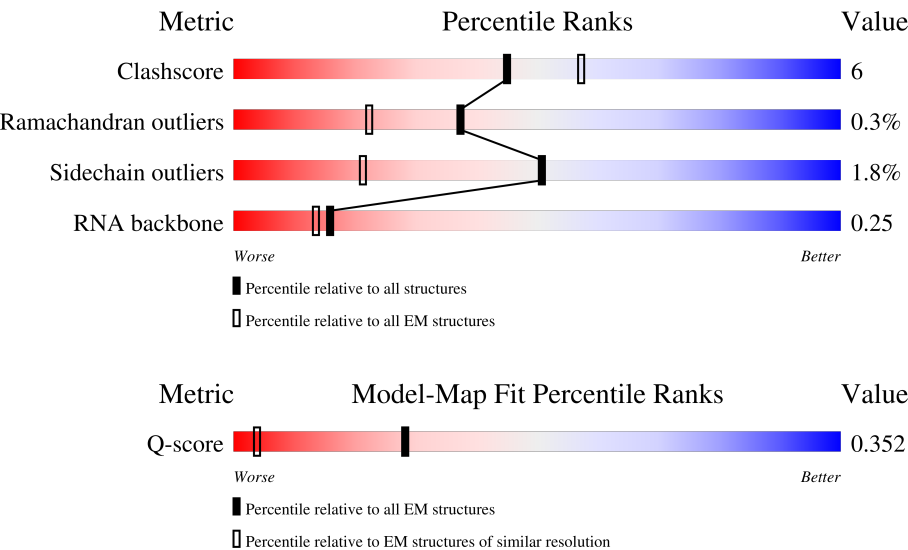 Metric Percentile Ranks Value
Clashscore 6
Ramachandran outliers 0.3%
Sidechain outliers 1.8%
RNA backbone 0.25
Worse Better
Percentile relative to all structures
Percentile relative to all EM structures
Metric Model-Map Fit Percentile Ranks Value
Q-score 0.352
Worse Better
Percentile relative to all EM structures
Percentile relative to EM structures of similar resolution